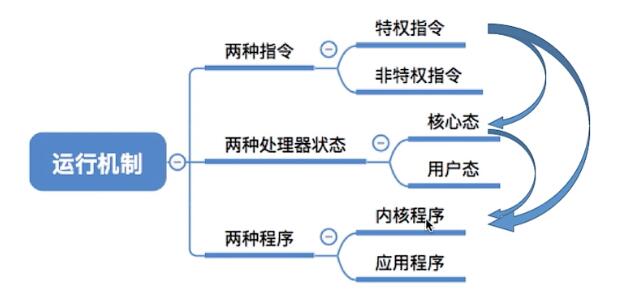 运行机制
两种指令
特权指令
非特权指令
两种处理器状态
核心态
用户态
两种程序
内核程序
应用程序